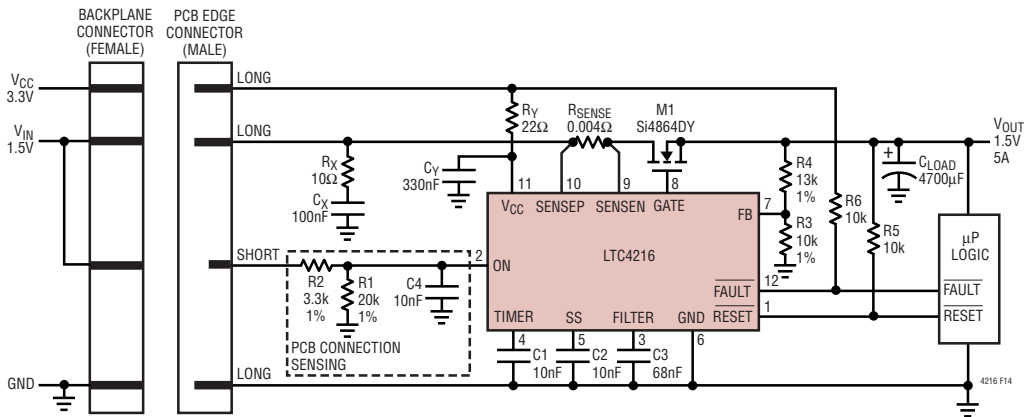 BACKPLANE
CONNECTOR
(FEMALE)
PCB EDGE
CONNECTOR
(MALE)
VCC
3.3V
VIN
1.5V
GND
LONG
LONG
SHORT
LONG
RX
10Ω
CX
100nF
CY
330nF
RY
22Ω
RSENSE
0.004Ω
M1
Si4864DY
VOUT
1.5V
5A
+
CLOAD
4700µF
R4
13k
1%
R3
10k
1%
R6
10k
R5
10k
11
10
9
8
VCC
SENSEP
SENSEN
GATE
FB
7
LTC4216
2
ON
FAULT
12
RESET
1
TIMER
SS
FILTER
GND
4
5
3
6
C1
10nF
C2
10nF
C3
68nF
R2
3.3k
1%
R1
20k
1%
C4
10nF
PCB CONNECTION
SENSING
µP
LOGIC
FAULT
RESET
4216 F14